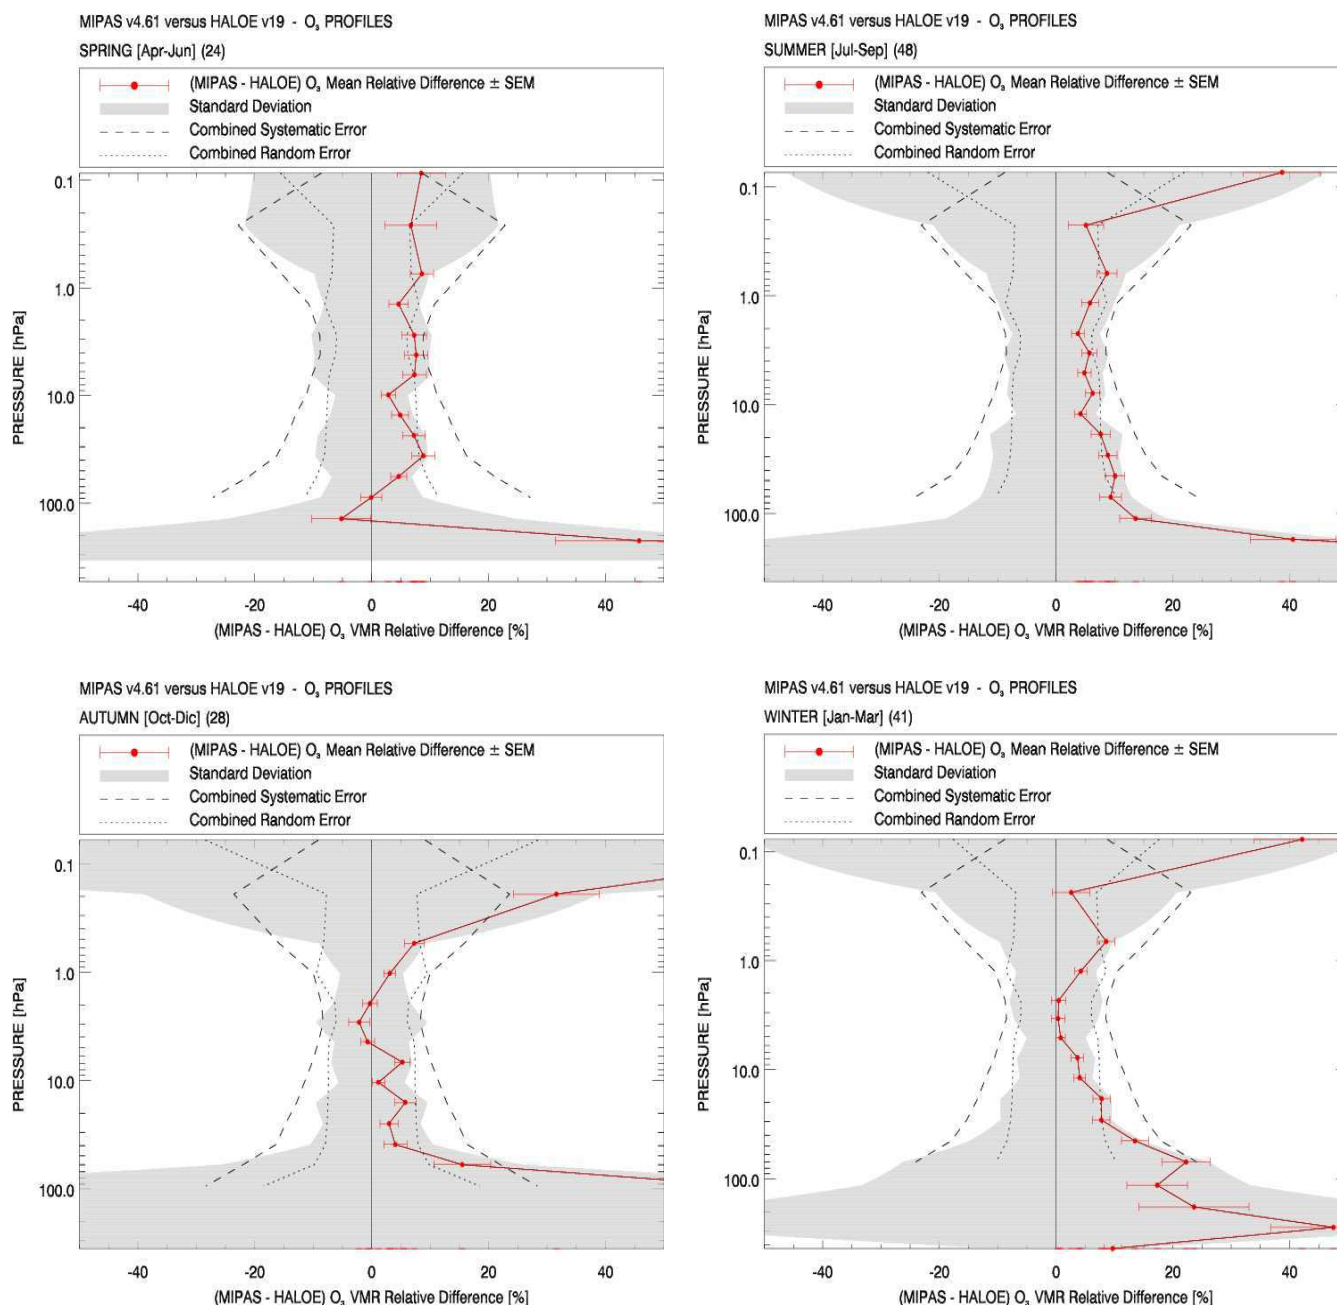 MIPAS v4.61 versus HALOE v19 - O₃ PROFILES
SPRING [Apr-Jun] (24)
(MIPAS - HALOE) O₃ Mean Relative Difference ± SEM
Standard Deviation
Combined Systematic Error
Combined Random Error
0.1
1.0
10.0
100.0
PRESSURE [hPa]
-40 -20 0 20 40
(MIPAS - HALOE) O₃ VMR Relative Difference [%]
MIPAS v4.61 versus HALOE v19 - O₃ PROFILES
SUMMER [Jul-Sep] (48)
(MIPAS - HALOE) O₃ Mean Relative Difference ± SEM
Standard Deviation
Combined Systematic Error
Combined Random Error
0.1
1.0
10.0
100.0
PRESSURE [hPa]
-40 -20 0 20 40
(MIPAS - HALOE) O₃ VMR Relative Difference [%]
MIPAS v4.61 versus HALOE v19 - O₃ PROFILES
AUTUMN [Oct-Dic] (28)
(MIPAS - HALOE) O₃ Mean Relative Difference ± SEM
Standard Deviation
Combined Systematic Error
Combined Random Error
0.1
1.0
10.0
100.0
PRESSURE [hPa]
-40 -20 0 20 40
(MIPAS - HALOE) O₃ VMR Relative Difference [%]
MIPAS v4.61 versus HALOE v19 - O₃ PROFILES
WINTER [Jan-Mar] (41)
(MIPAS - HALOE) O₃ Mean Relative Difference ± SEM
Standard Deviation
Combined Systematic Error
Combined Random Error
0.1
1.0
10.0
100.0
PRESSURE [hPa]
-40 -20 0 20 40
(MIPAS - HALOE) O₃ VMR Relative Difference [%]